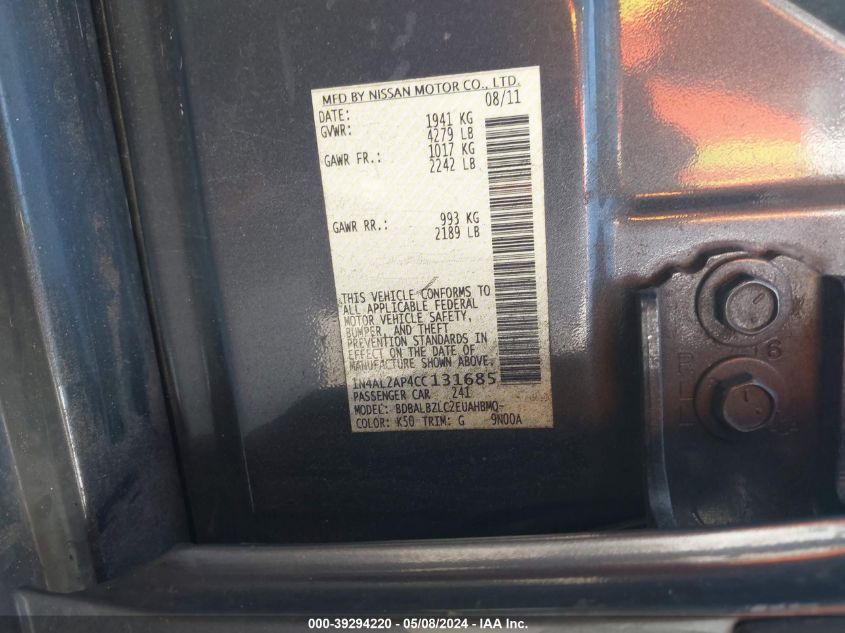 MFD BY NISSAN MOTOR CO., LTD.
DATE: 08/11
GVWR: 1941 KG
4279 LB
GAWR FR.: 1017 KG
2242 LB
GAWR RR.: 993 KG
2189 LB
THIS VEHICLE CONFORMS TO
ALL APPLICABLE FEDERAL
MOTOR VEHICLE SAFETY,
BUMPER, AND THEFT
PREVENTION STANDARDS IN
EFFECT ON THE DATE OF
MANUFACTURE SHOWN ABOVE.
1N4AL2AP4CC131685
PASSENGER CAR 241
MODEL: BDBALBZLC2EUAHBMQ-
COLOR: K50 TRIM: G 9N00A
000-39294220 - 05/08/2024 - IAA Inc.